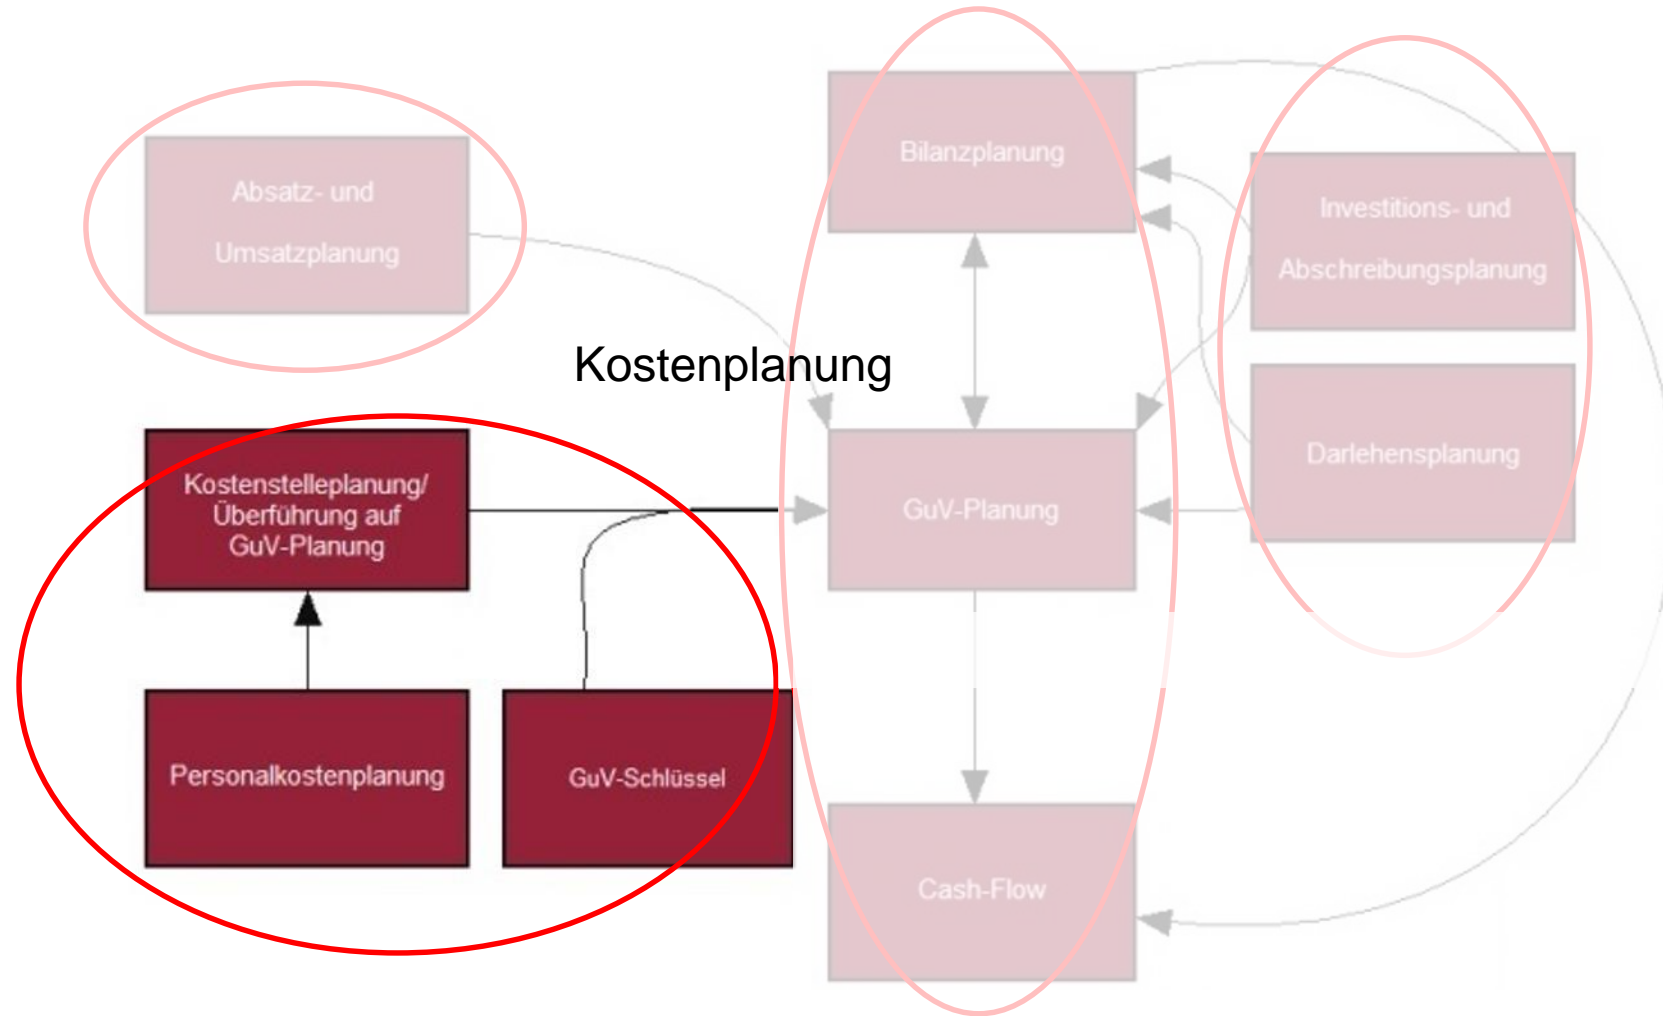 Bilanzplanung
Absatz- und
Umsatzplanung
Investitions- und
Abschreibungsplanung
Kostenplanung
Kostenstelleplanung/
Überführung auf
GuV-Planung
GuV-Planung
Darlehensplanung
Personalkostenplanung
GuV-Schlüssel
Cash-Flow